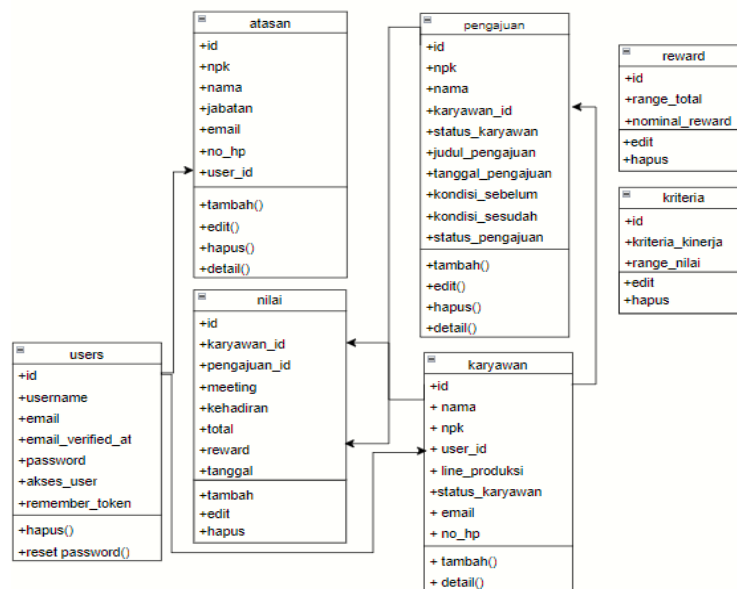 atasan
+id
+npk
+nama
+jabatan
+email
+no_hp
+user_id
+tambah()
+edit()
+hapus()
+detail()
pengajuan
+id
+npk
+nama
+karyawan_id
+status_karyawan
+judul_pengajuan
+tanggal_pengajuan
+kondisi_sebelum
+kondisi_sesudah
+status_pengajuan
+tambah()
+edit()
+hapus()
+detail()
reward
+id
+range_total
+nominal_reward
+edit
+hapus
kriteria
+id
+kriteria_kinerja
+range_nilai
+edit
+hapus
nilai
+id
+karyawan_id
+pengajuan_id
+meeting
+kehadiran
+total
+reward
+tanggal
+tambah
+edit
+hapus
users
+id
+username
+email
+email_verified_at
+password
+akses_user
+remember_token
+hapus()
+reset password()
karyawan
+id
+ nama
+ npk
+ user_id
+ line_produksi
+status_karyawan
+ email
+ no_hp
+ tambah()
+ detail()